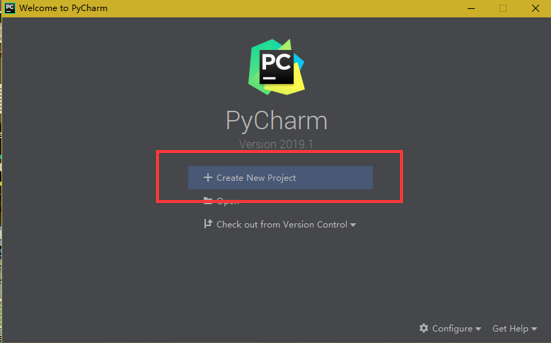 Welcome to PyCharm
PC
PyCharm
Version 2019.1
Create New Project
Open
Check out from Version Control
Configure Get Help